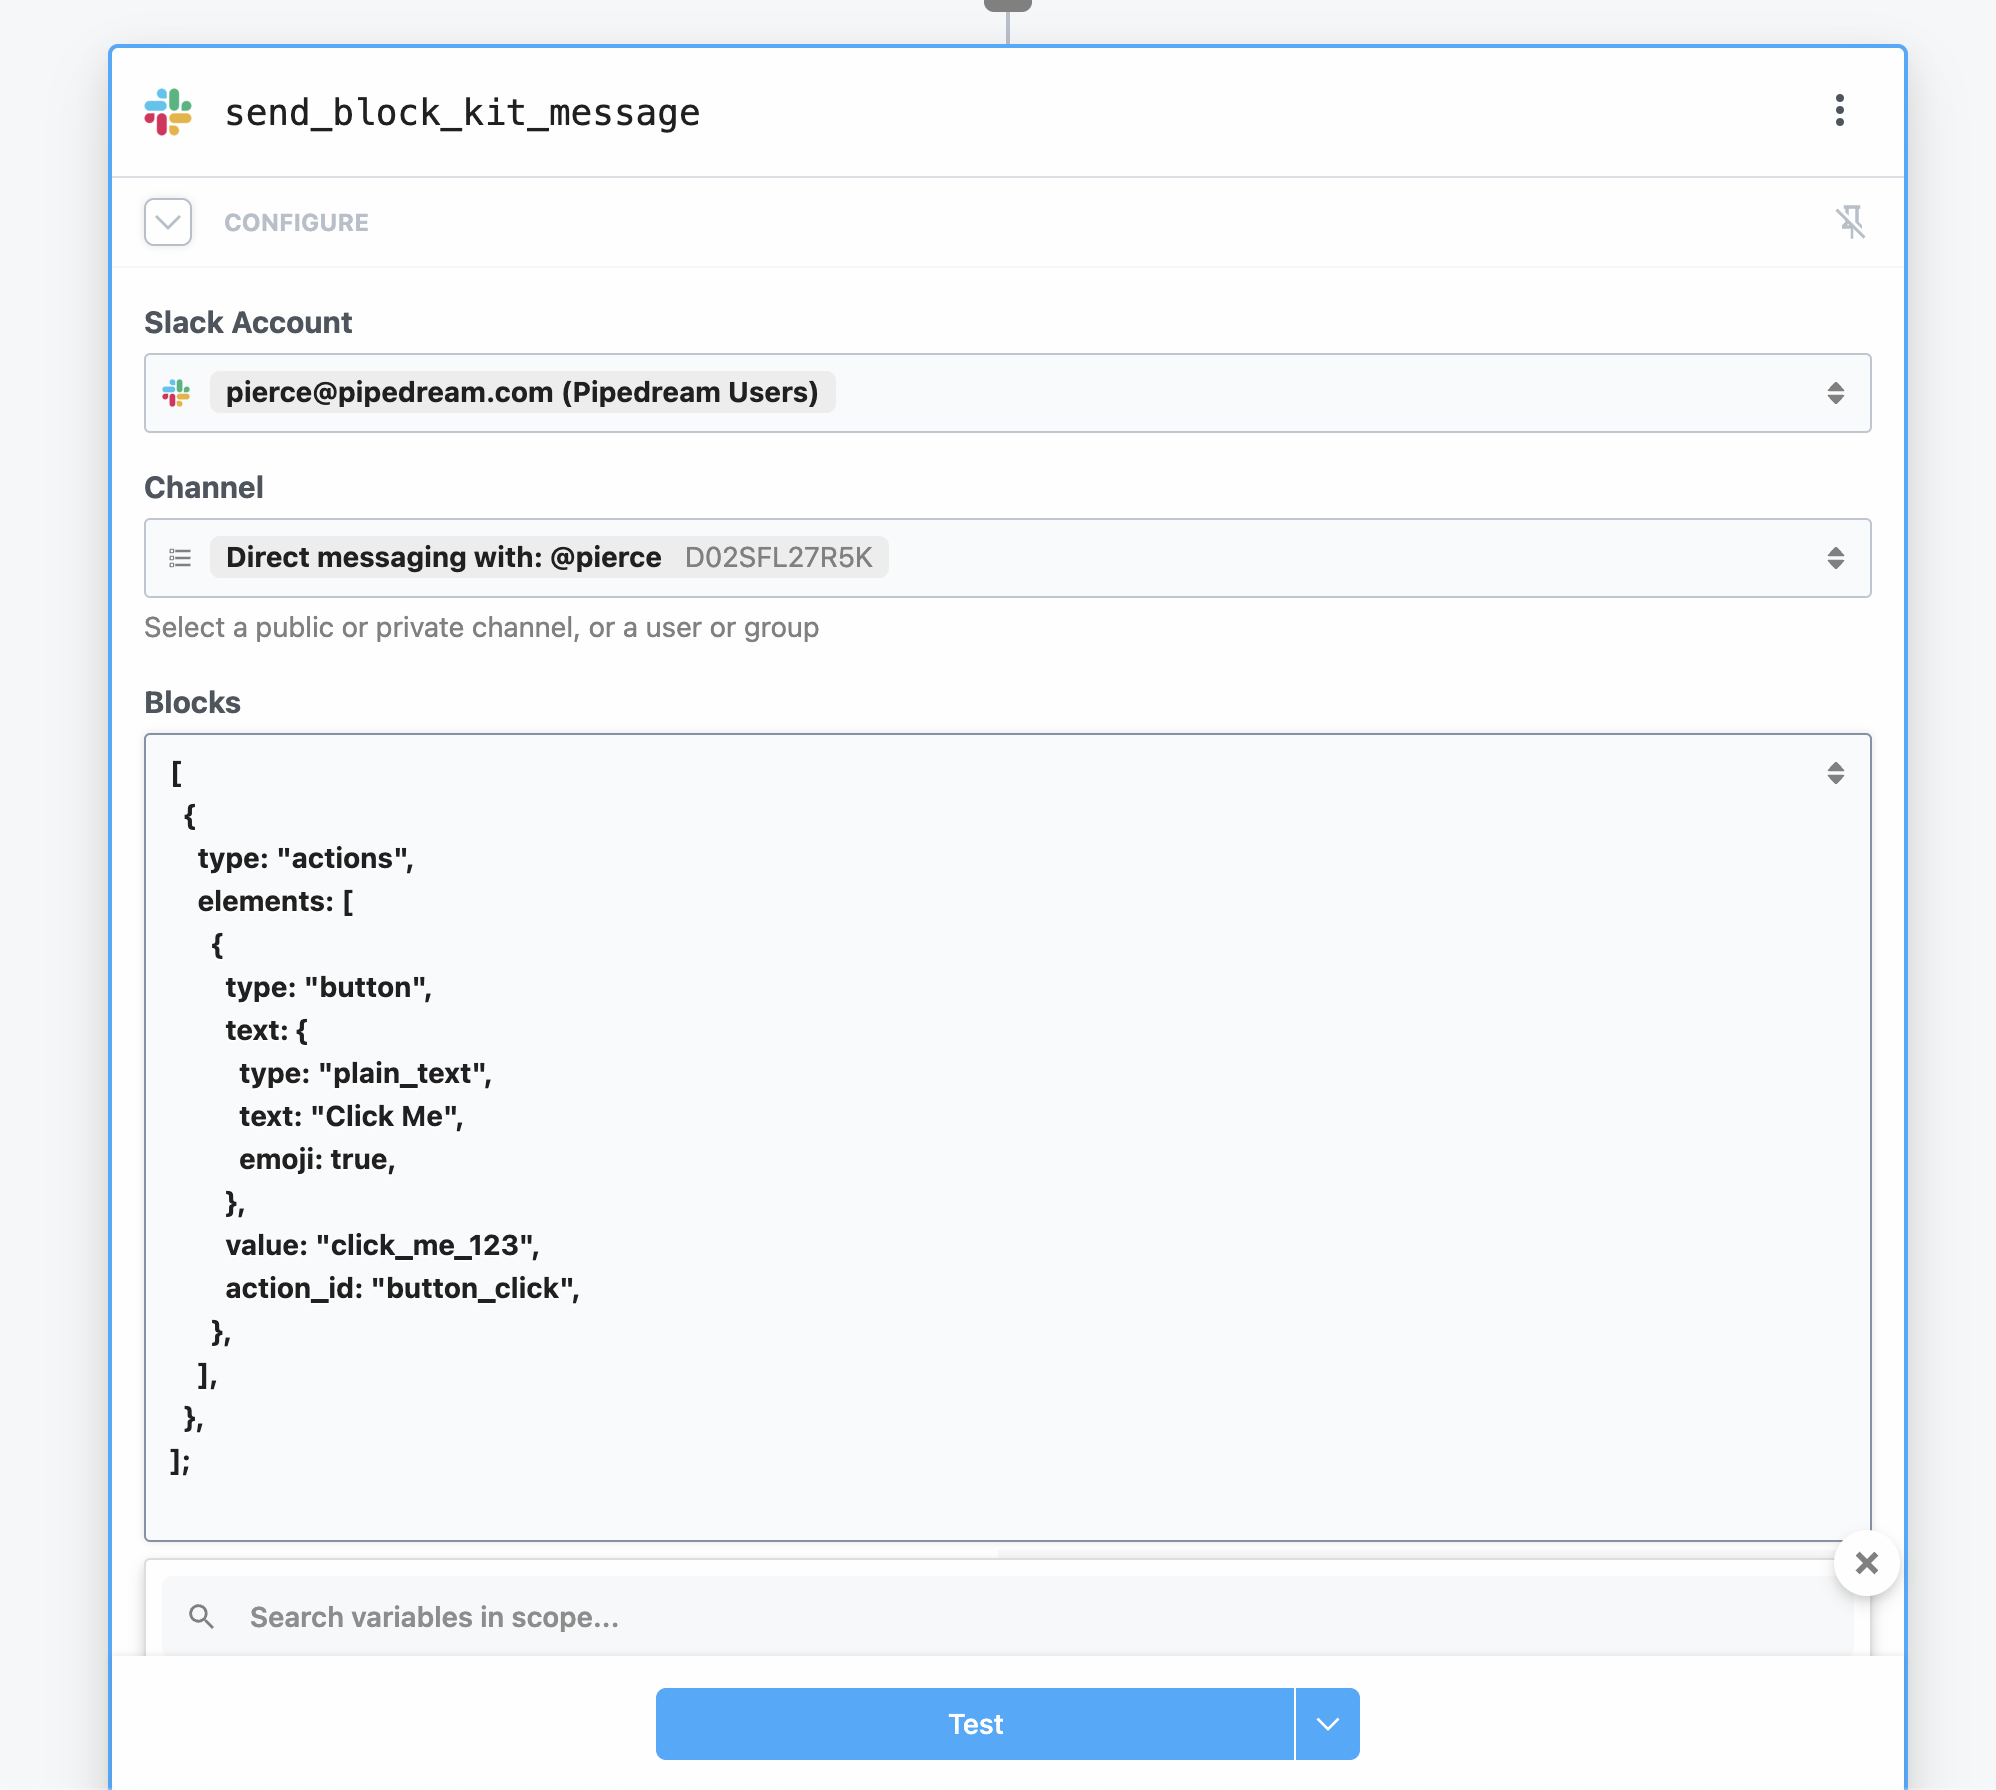 send_block_kit_message
CONFIGURE
Slack Account
pierce@pipedream.com (Pipedream Users)
Channel
Direct messaging with: @pierce D02SFL27R5K
Select a public or private channel, or a user or group
Blocks
[
{
type: "actions",
elements: [
{
type: "button",
text: {
type: "plain_text",
text: "Click Me",
emoji: true,
},
value: "click_me_123",
action_id: "button_click",
},
],
},
];
Search variables in scope...
Test